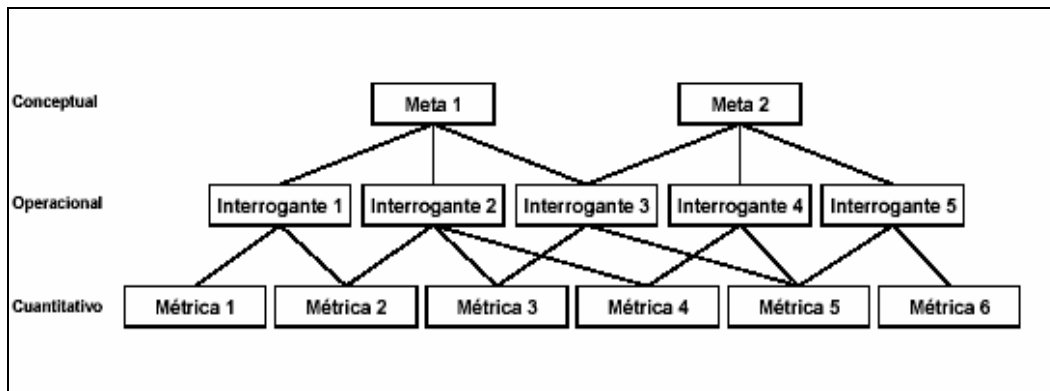 Conceptual
Meta 1
Meta 2
Operacional
Interrogante 1
Interrogante 2
Interrogante 3
Interrogante 4
Interrogante 5
Cuantitativo
Métrica 1
Métrica 2
Métrica 3
Métrica 4
Métrica 5
Métrica 6